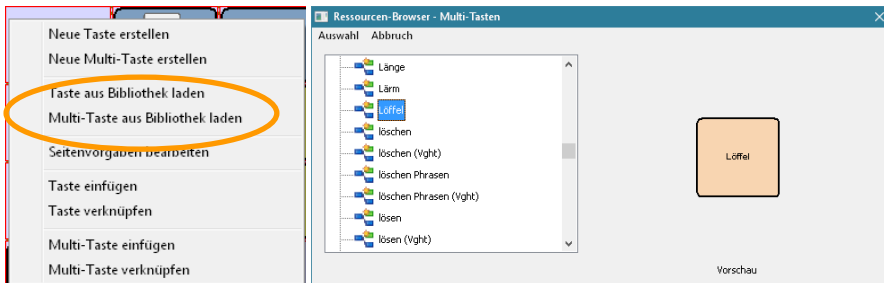 Neue Taste erstellen
Neue Multi-Taste erstellen
Taste aus Bibliothek laden
Multi-Taste aus Bibliothek laden
Seitenvorgaben bearbeiten
Taste einfügen
Taste verknüpfen
Multi-Taste einfügen
Multi-Taste verknüpfen
Ressourcen-Browser - Multi-Tasten
Auswahl Abbruch
Länge
Lärm
Löffel
löschen
löschen (Vght)
löschen Phrasen
löschen Phrasen (Vght)
lösen
lösen (Vght)
Löffel
Vorschau